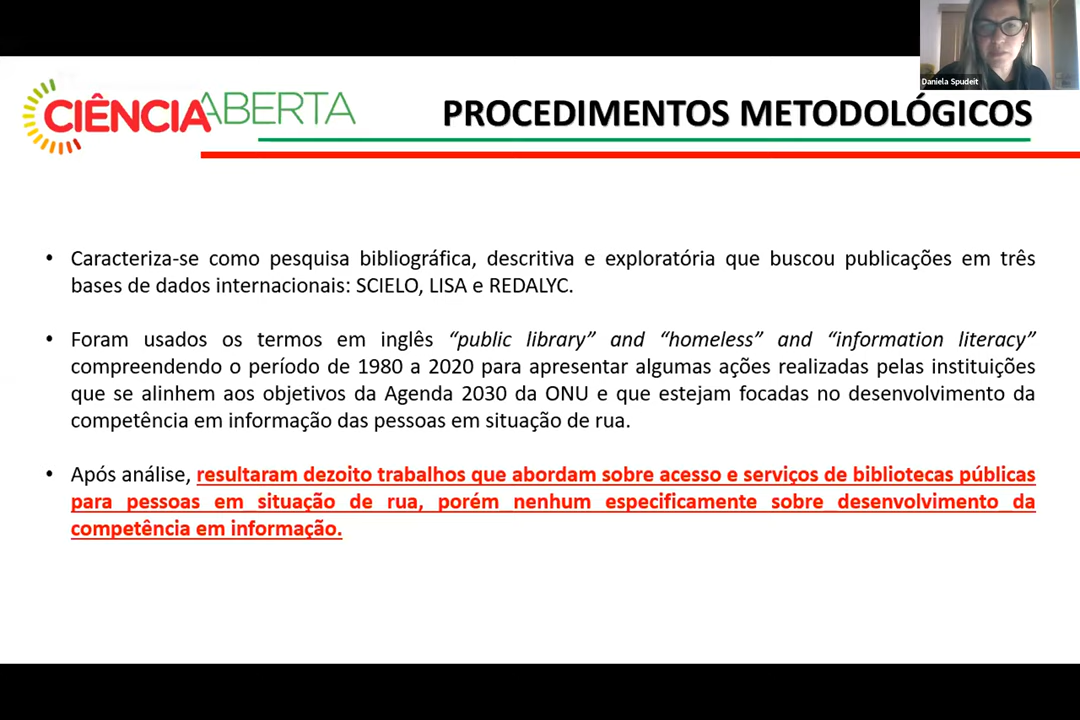 Daniela Spudeit
CIÊNCIAABERTA
PROCEDIMENTOS METODOLÓGICOS
• Caracteriza-se como pesquisa bibliográfica, descritiva e exploratória que buscou publicações em três
bases de dados internacionais: SCIELO, LISA e REDALYC.
• Foram usados os termos em inglês “public library” and “homeless” and “information literacy”
compreendendo o período de 1980 a 2020 para apresentar algumas ações realizadas pelas instituições
que se alinhem aos objetivos da Agenda 2030 da ONU e que estejam focadas no desenvolvimento da
competência em informação das pessoas em situação de rua.
• Após análise, resultaram dezoito trabalhos que abordam sobre acesso e serviços de bibliotecas públicas
para pessoas em situação de rua, porém nenhum especificamente sobre desenvolvimento da
competência em informação.